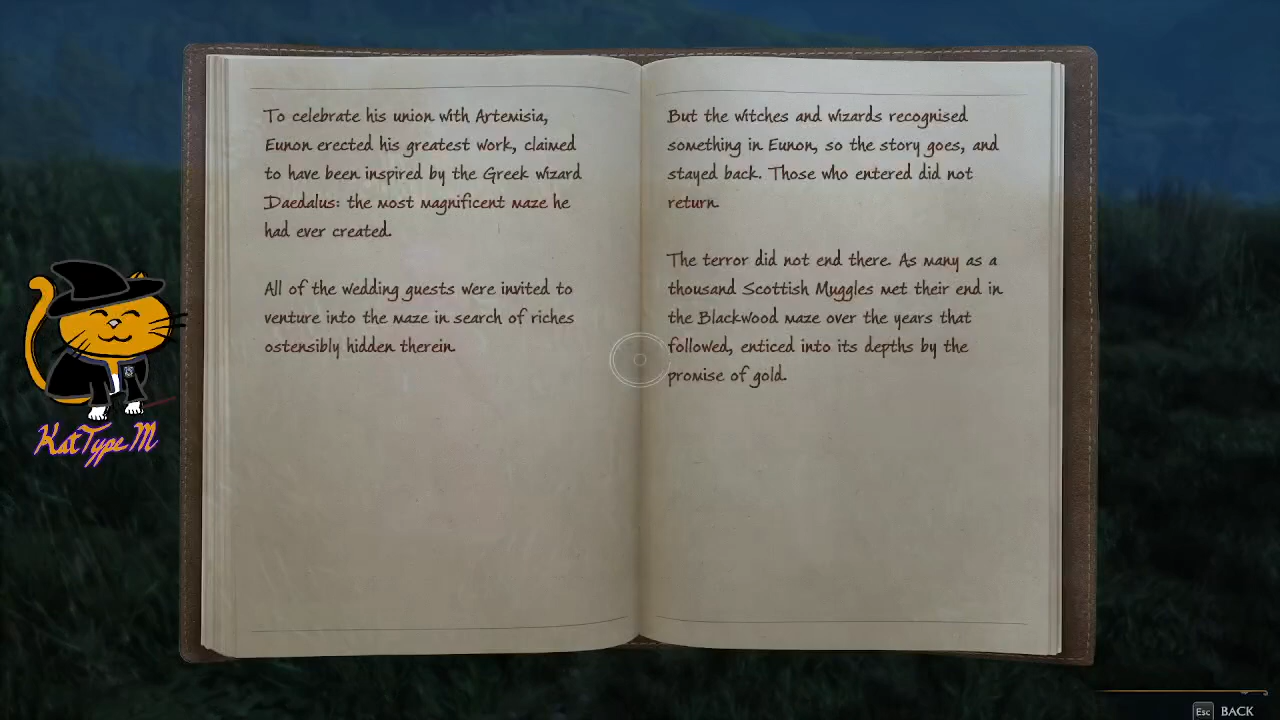 To celebrate his union with Artemisia,
Eunon erected his greatest work, claimed
to have been inspired by the Greek wizard
Daedalus: the most magnificent maze he
had ever created.
All of the wedding guests were invited to
venture into the maze in search of riches
ostensibly hidden therein.
But the witches and wizards recognised
something in Eunon, so the story goes, and
stayed back. Those who entered did not
return.
The terror did not end there. As many as a
thousand Scottish Muggles met their end in
the Blackwood maze over the years that
followed, enticed into its depths by the
promise of gold.
KatTypeM
Esc BACK